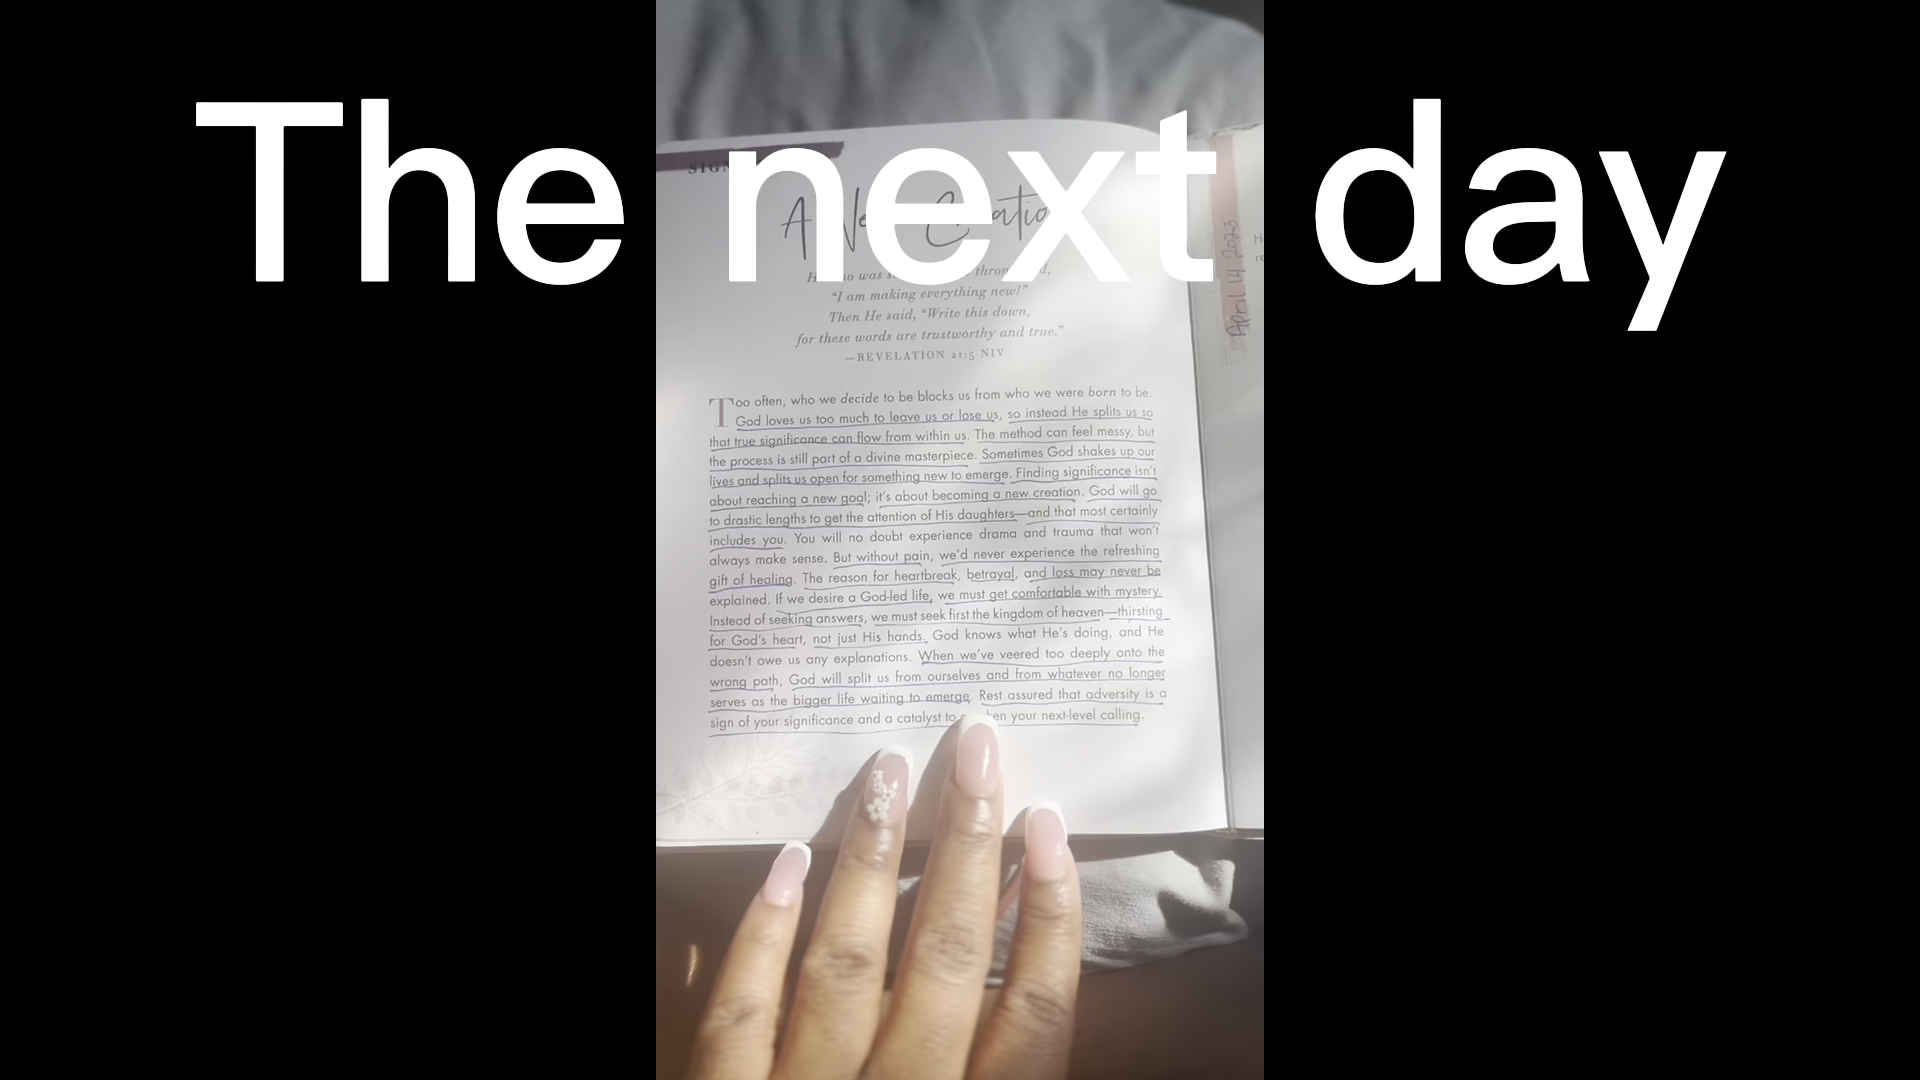 The next day
SIGN
A Ne C atio
was thron d,
"I am making everything new!"
Then He said, "Write this down,
for these words are trustworthy and true."
—REVELATION 21:5 NIV
Too often, who we decide to be blocks us from who we were born to be.
God loves us too much to leave us or lose us, so instead He splits us so
that true significance can flow from within us. The method can feel messy, but
the process is still part of a divine masterpiece. Sometimes God shakes up our
lives and splits us open for something new to emerge. Finding significance isn't
about reaching a new goal; it's about becoming a new creation. God will go
to drastic lengths to get the attention of His daughters—and that most certainly
includes you. You will no doubt experience drama and trauma that won't
always make sense. But without pain, we'd never experience the refreshing
gift of healing. The reason for heartbreak, betrayal, and loss may never be
explained. If we desire a God-led life, we must get comfortable with mystery.
Instead of seeking answers, we must seek first the kingdom of heaven—thirsting
for God's heart, not just His hands. God knows what He's doing, and He
doesn't owe us any explanations. When we've veered too deeply onto the
wrong path, God will split us from ourselves and from whatever no longer
serves as the bigger life waiting to emerge. Rest assured that adversity is a
sign of your significance and a catalyst to your next-level calling.
April 14 2023